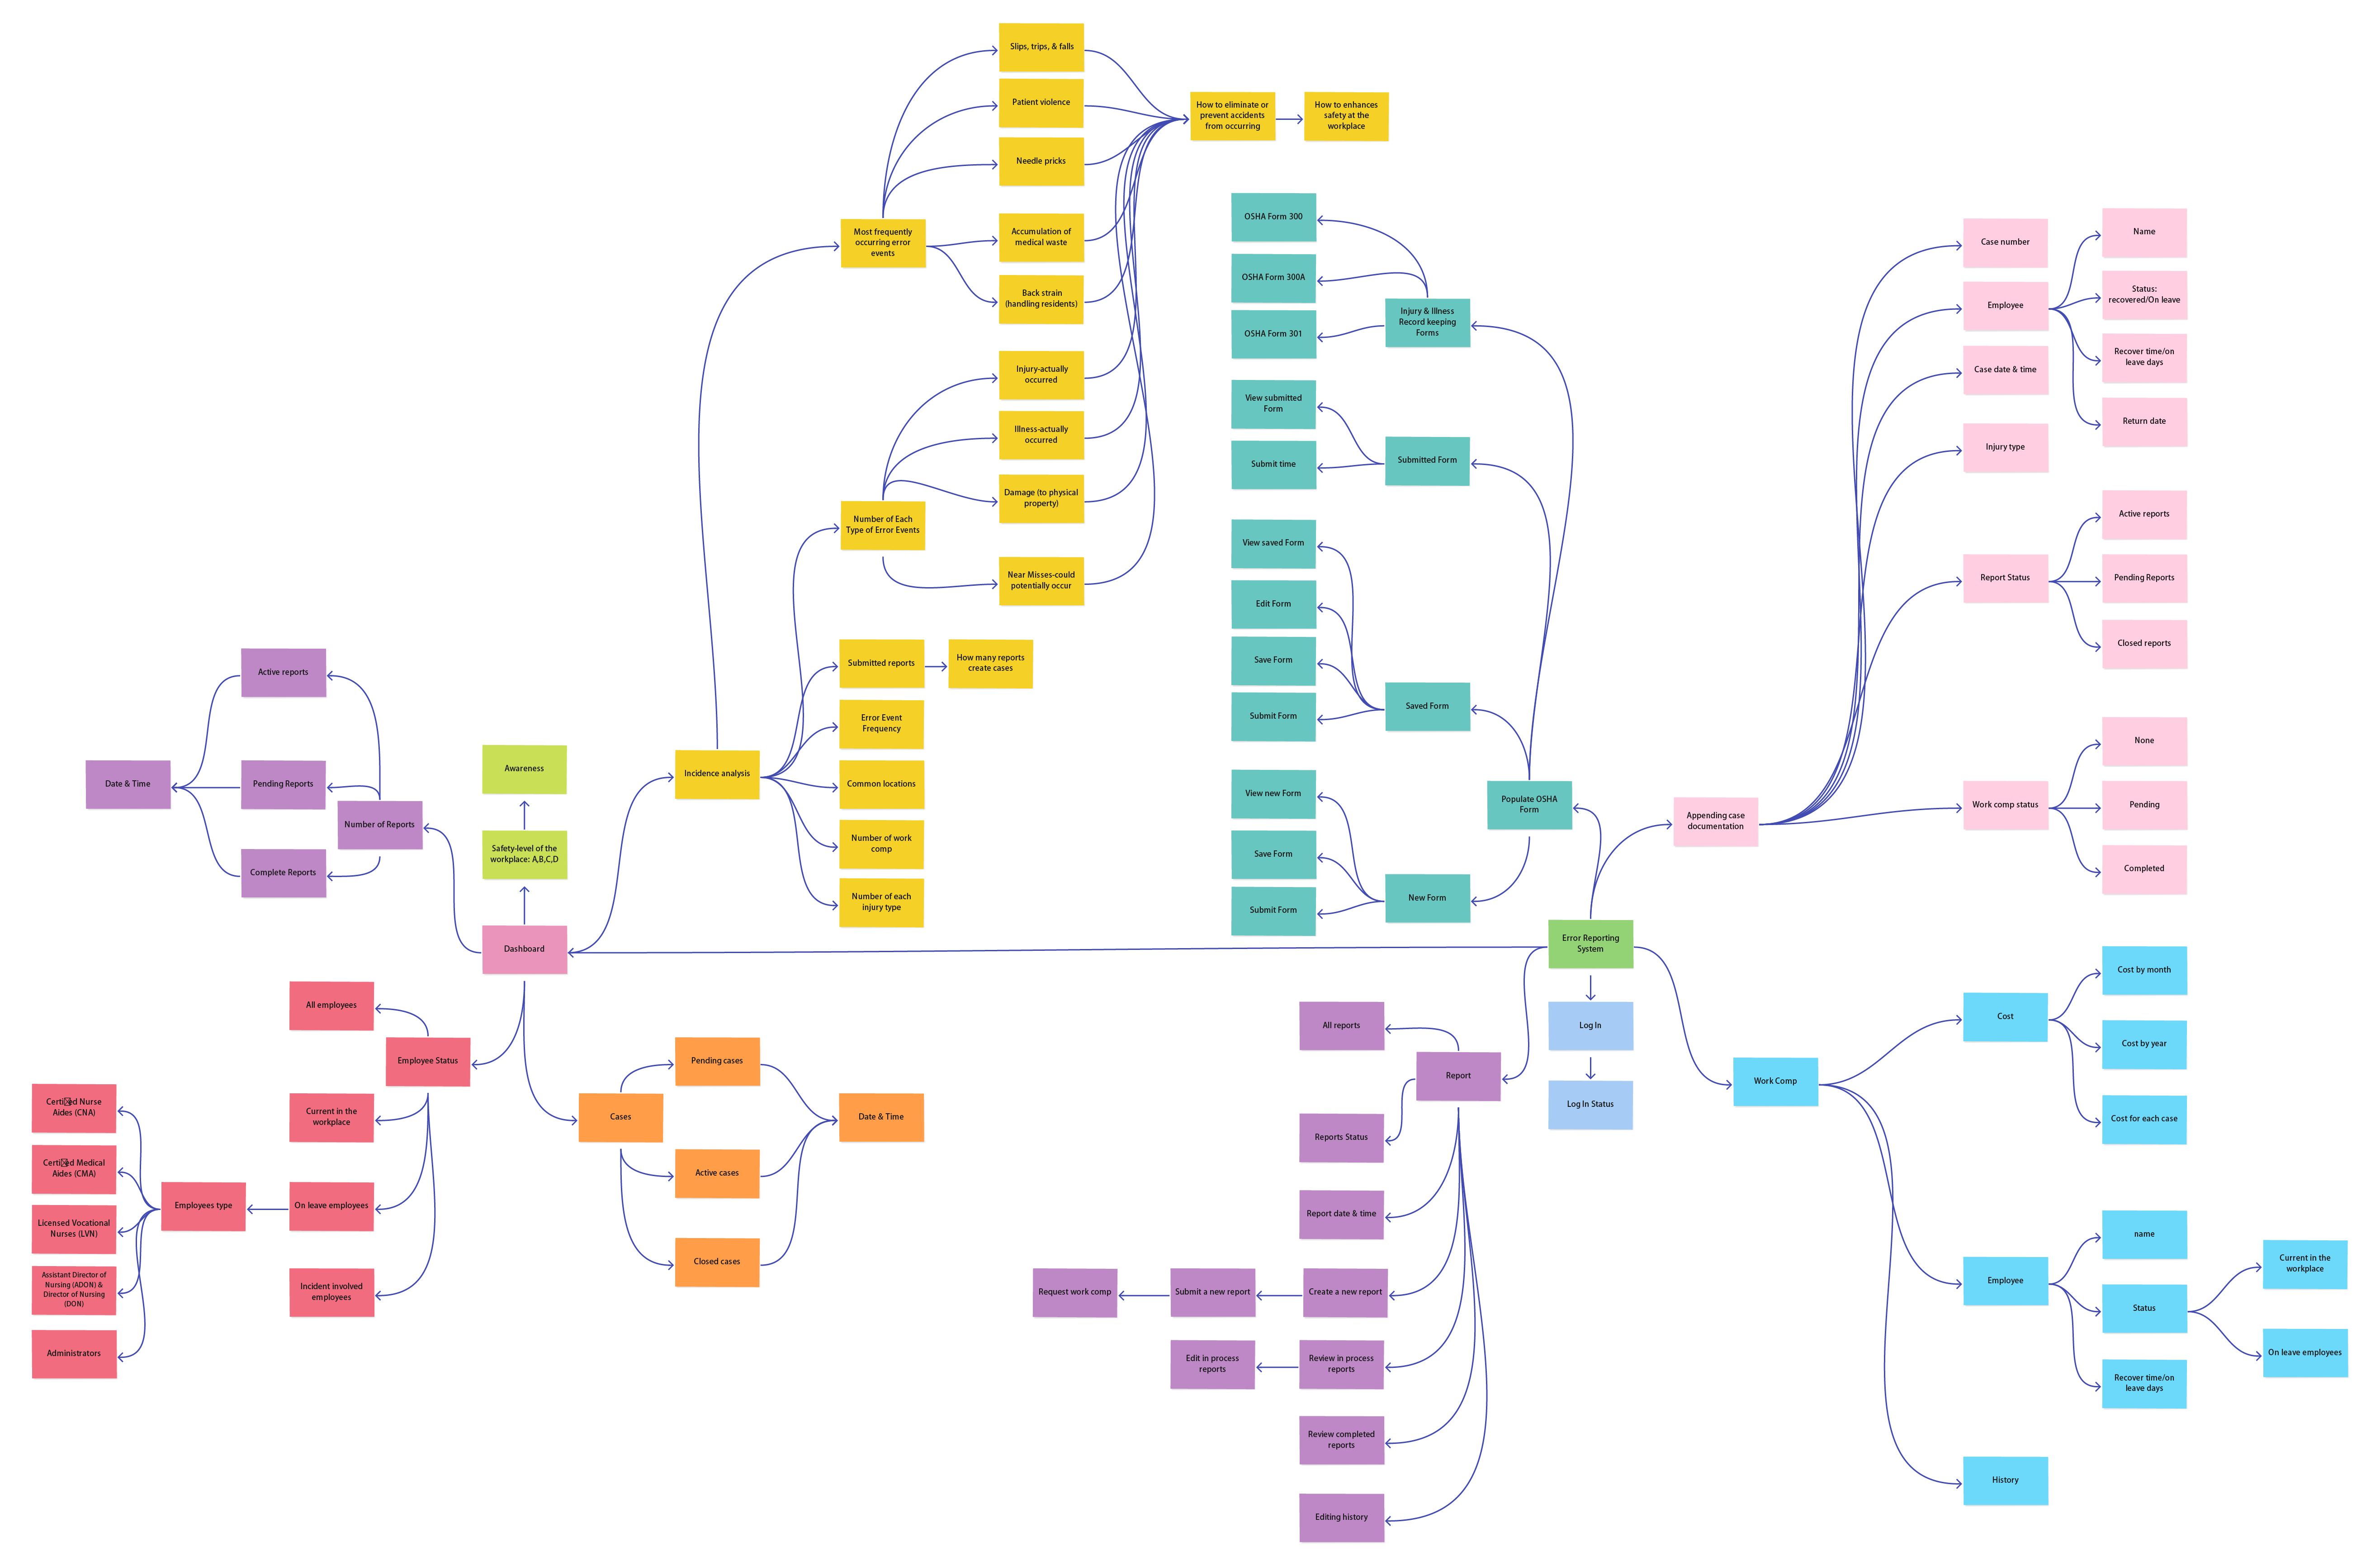 Slips, trips, & falls
Patient violence
Needle pricks
Accumulation of
medical waste
Back strain
(handling residents)
Most frequently
occurring error
events
How to eliminate or
prevent accidents
from occurring
How to enhances
safety at the
workplace
Injury-actually
occurred
Illness-actually
occurred
Damage (to physical
property)
Near Misses-could
potentially occur
Number of Each
Type of Error Events
Submitted reports
How many reports
create cases
Error Event
Frequency
Common locations
Number of work
comp
Number of each
injury type
Incidence analysis
Awareness
Safety-level of the
workplace: A,B,C,D
Dashboard
Active reports
Pending Reports
Complete Reports
Date & Time
Number of Reports
All employees
Employee Status
Current in the
workplace
On leave employees
Incident involved
employees
Employees type
Nurse
Aides (CNA)
Medical
Aides (CMA)
Licensed Vocational
Nurses (LVN)
Assistant Director of
Nursing (ADON) &
Director of Nursing
(DON)
Administrators
Cases
Pending cases
Active cases
Closed cases
Date & Time
OSHA Form 300
OSHA Form 300A
OSHA Form 301
Injury & Illness
Record keeping
Forms
View submitted
Form
Submit time
Submitted Form
View saved Form
Edit Form
Save Form
Submit Form
Saved Form
View new Form
Save Form
Submit Form
New Form
Populate OSHA
Form
Error Reporting
System
Log In
Log In Status
Report
All reports
Reports Status
Report date & time
Create a new report
Submit a new report
Request work comp
Review in process
reports
Edit in process
reports
Review completed
reports
Editing history
Appending case
documentation
Case number
Employee
Case date & time
Injury type
Report Status
Work comp status
Name
Status:
recovered/On leave
Recover time/on
leave days
Return date
Active reports
Pending Reports
Closed reports
None
Pending
Completed
Work Comp
Cost
Cost by month
Cost by year
Cost for each case
Employee
name
Status
Recover time/on
leave days
Current in the
workplace
On leave employees
History